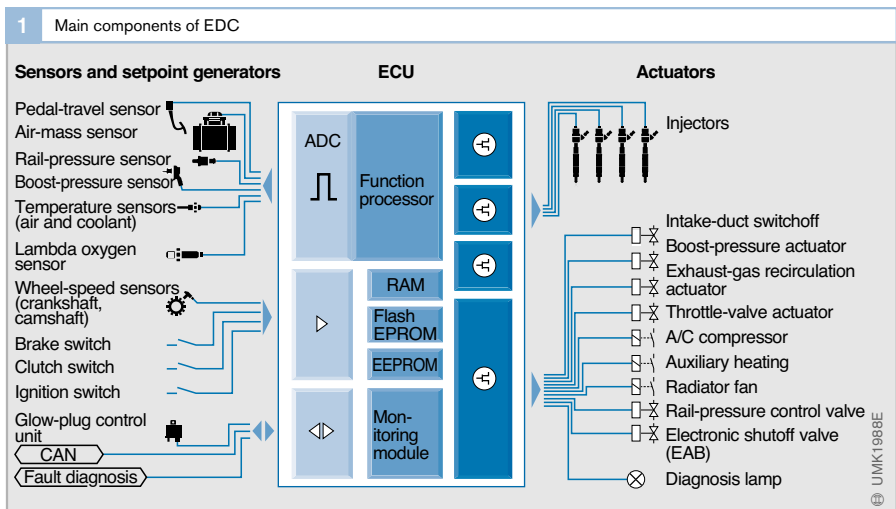 1 Main components of EDC
Sensors and setpoint generators
ECU
Actuators
Pedal-travel sensor
Air-mass sensor
Rail-pressure sensor
Boost-pressure sensor
Temperature sensors
(air and coolant)
Lambda oxygen
sensor
Wheel-speed sensors
(crankshaft,
camshaft)
Brake switch
Clutch switch
Ignition switch
Glow-plug control
unit
CAN
Fault diagnosis
ADC
Function
processor
RAM
Flash
EPROM
EEPROM
Mon-
itoring
module
Injectors
Intake-duct switchoff
Boost-pressure actuator
Exhaust-gas recirculation
actuator
Throttle-valve actuator
A/C compressor
Auxiliary heating
Radiator fan
Rail-pressure control valve
Electronic shutoff valve
(EAB)
Diagnosis lamp
UMK1988E